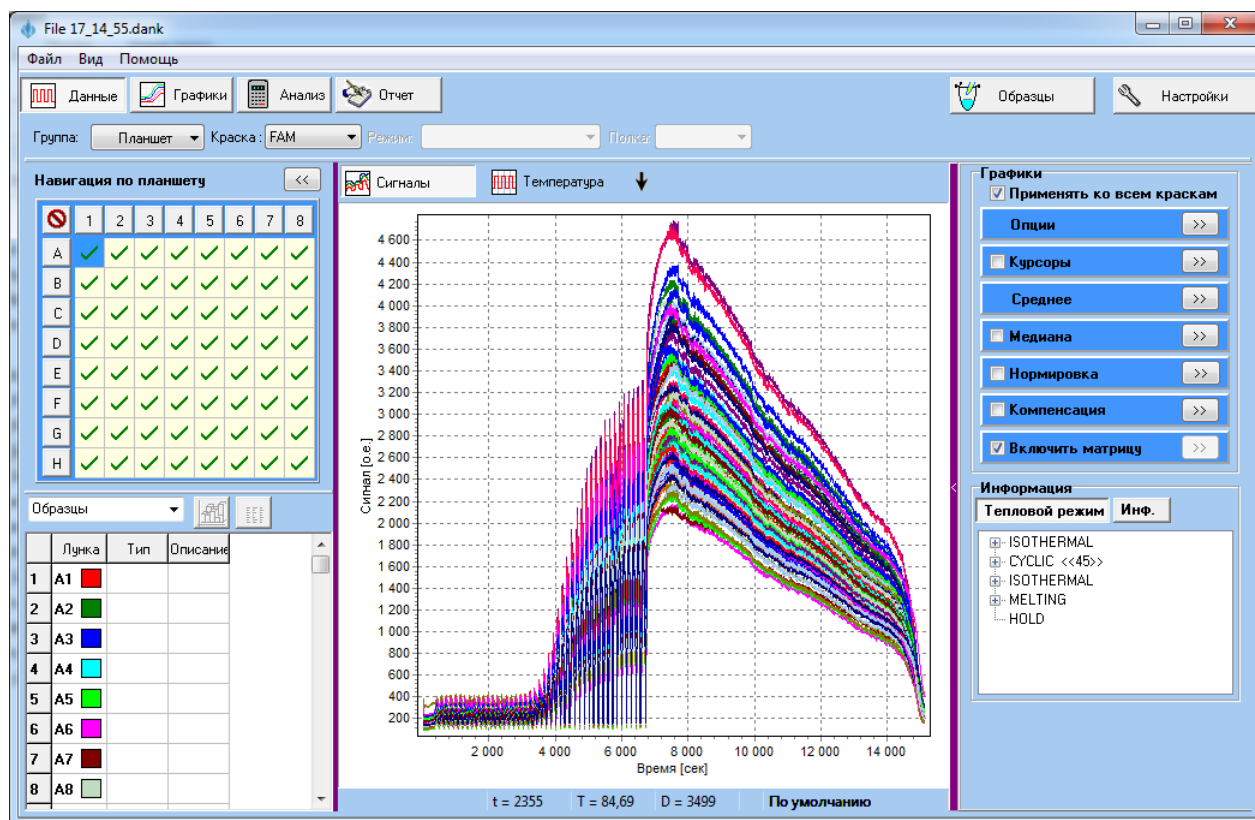 File 17_14_55.dank
Файл Вид Помощь
Данные Графики Анализ Отчет Образцы Настройки
Группа: Планшет Краска: FAM Режим: Полка:
Навигация по планшету <<
1 2 3 4 5 6 7 8
A
B
C
D
E
F
G
H
Образцы
Лунка Тип Описание
1 A1
2 A2
3 A3
4 A4
5 A5
6 A6
7 A7
8 A8
Сигналы Температура
Сигнал [о.е.]
4 600
4 400
4 200
4 000
3 800
3 600
3 400
3 200
3 000
2 800
2 600
2 400
2 200
2 000
1 800
1 600
1 400
1 200
1 000
800
600
400
200
2 000 4 000 6 000 8 000 10 000 12 000 14 000
Время [сек]
t = 2355 T = 84,69 D = 3499 По умолчанию
Графики
Применять ко всем краскам
Опции >>
Курсоры >>
Среднее >>
Медиана >>
Нормировка >>
Компенсация >>
Включить матрицу >>
<
Информация
Тепловой режим Инф.
ISOTHERMAL
CYCLIC <<45>>
ISOTHERMAL
MELTING
HOLD